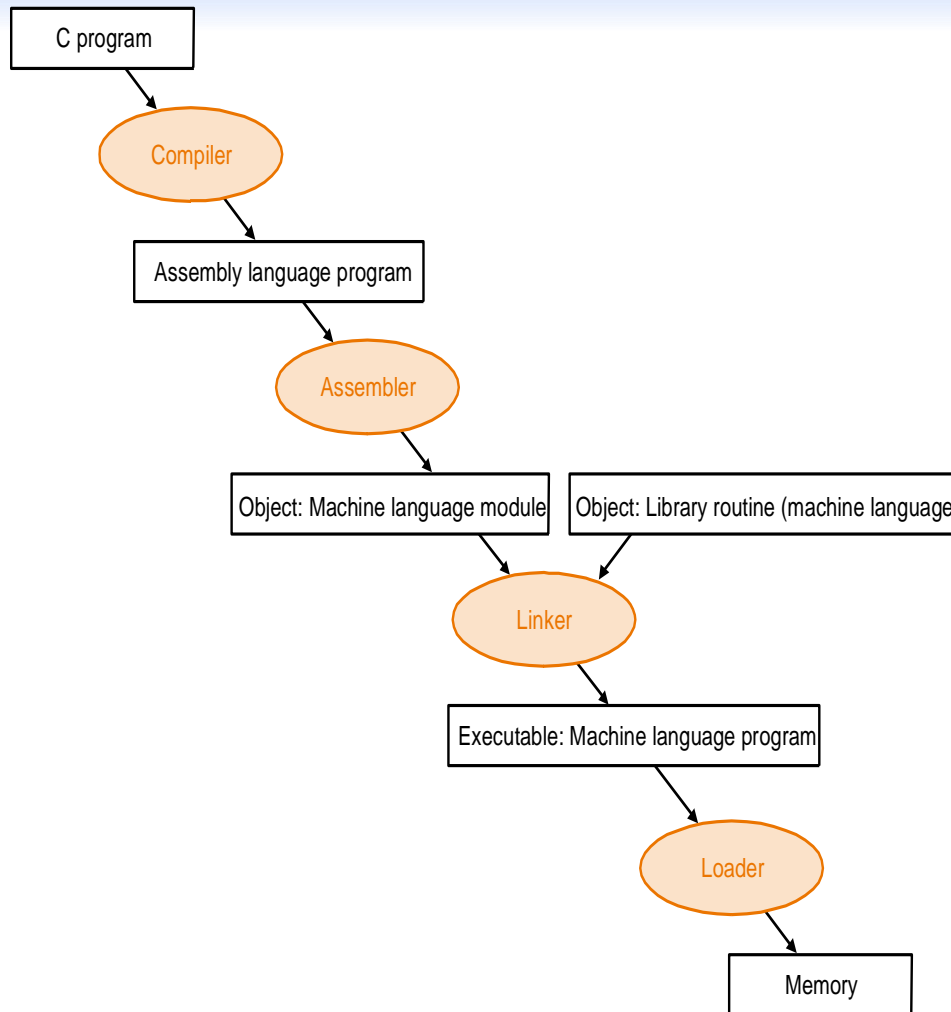 C program
Compiler
Assembly language program
Assembler
Object: Machine language module
Object: Library routine (machine language
Linker
Executable: Machine language program
Loader
Memory